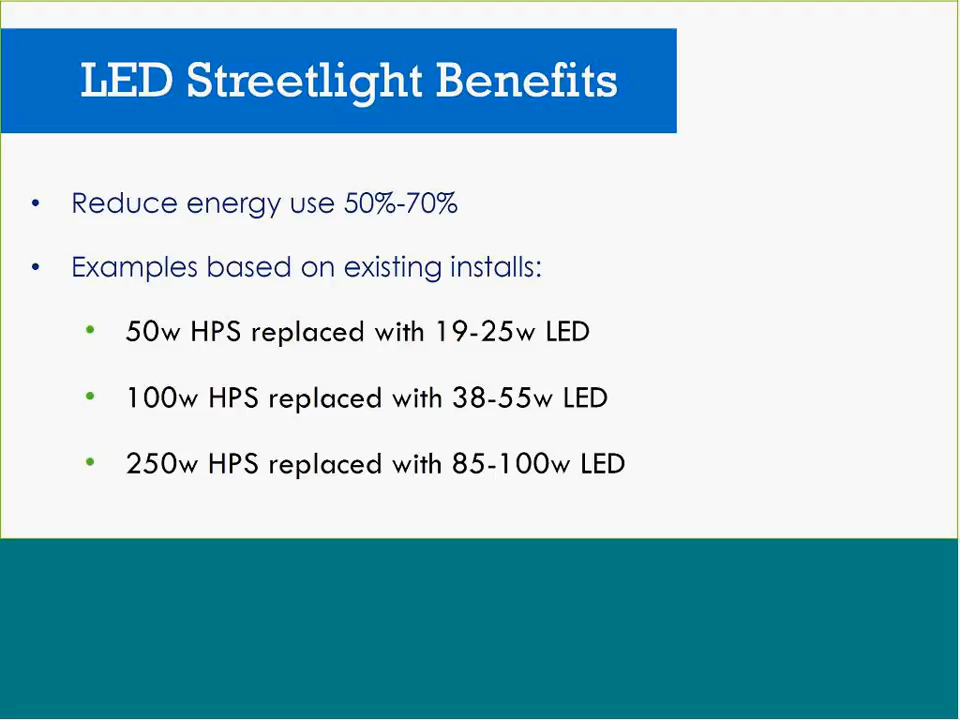 LED Streetlight Benefits
• Reduce energy use 50%-70%
• Examples based on existing installs:
• 50w HPS replaced with 19-25w LED
• 100w HPS replaced with 38-55w LED
• 250w HPS replaced with 85-100w LED